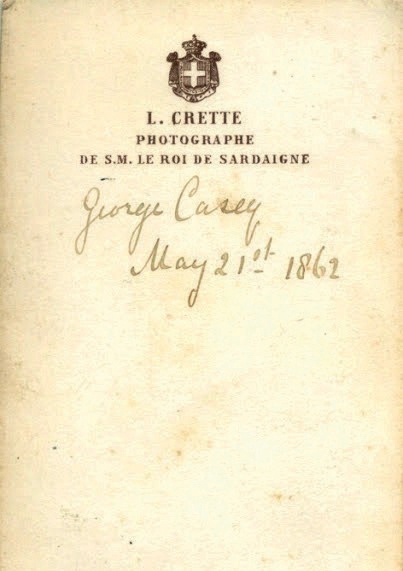 L. CRETTE
PHOTOGRAPHE
DE S.M. LE ROI DE SARDAIGNE
George Casey
May 21st 1862